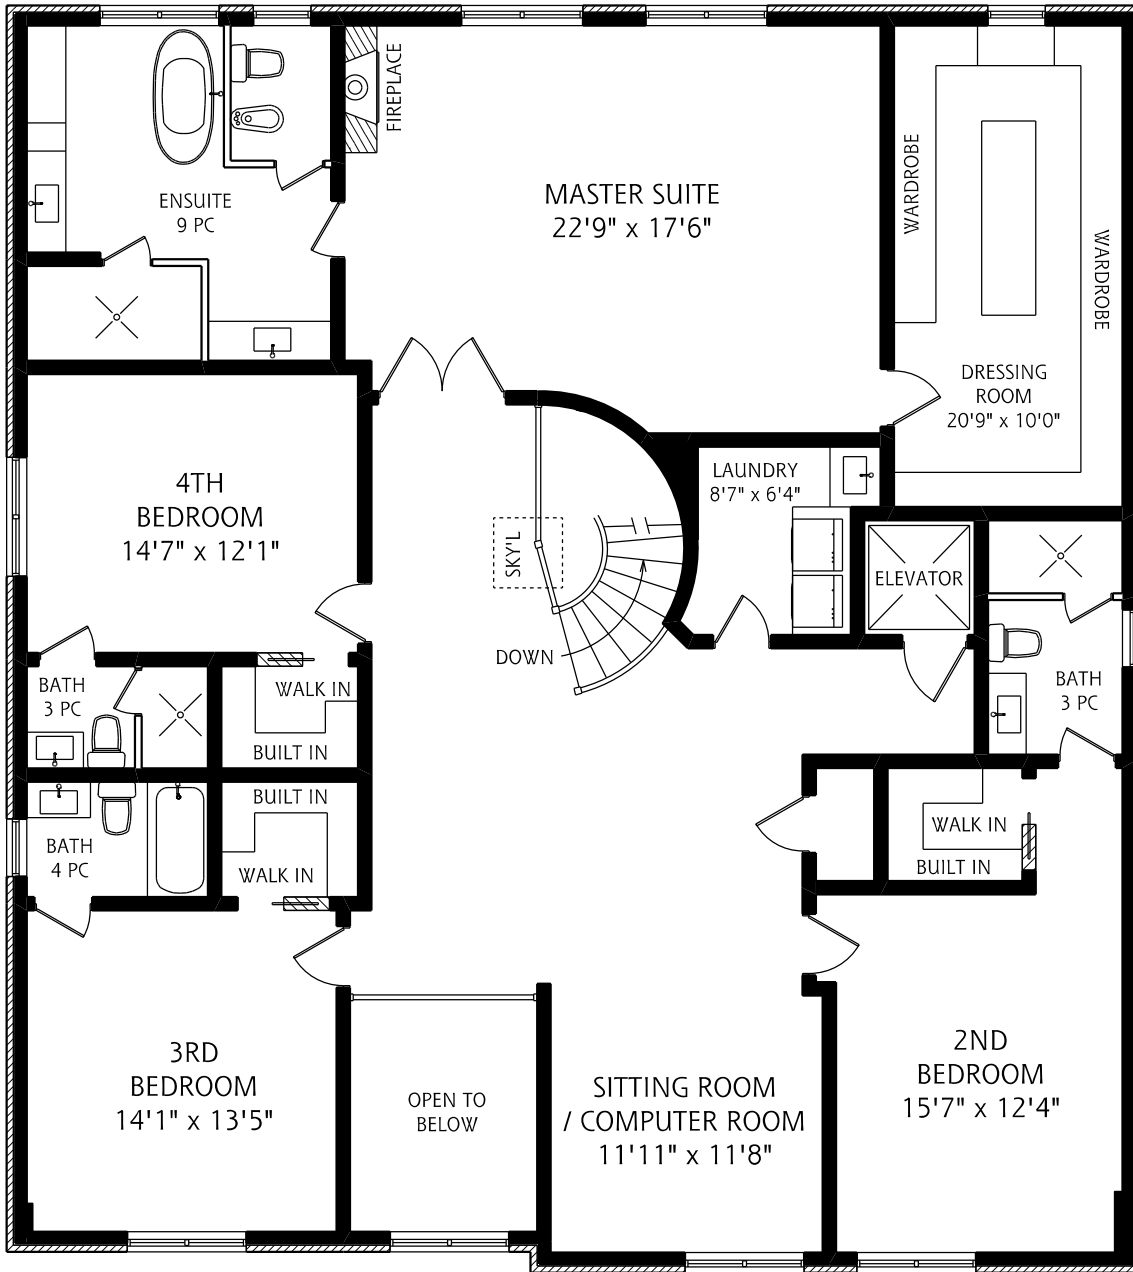 FIREPLACE
ENSUITE
9 PC
MASTER SUITE
22'9" x 17'6"
WARDROBE
WARDROBE
DRESSING
ROOM
20'9" x 10'0"
4TH
BEDROOM
14'7" x 12'1"
SKY'L
LAUNDRY
8'7" x 6'4"
ELEVATOR
DOWN
BATH
3 PC
WALK IN
BUILT IN
BATH
3 PC
BUILT IN
WALK IN
BATH
4 PC
WALK IN
BUILT IN
3RD
BEDROOM
14'1" x 13'5"
OPEN TO
BELOW
SITTING ROOM
/ COMPUTER ROOM
11'11" x 11'8"
2ND
BEDROOM
15'7" x 12'4"